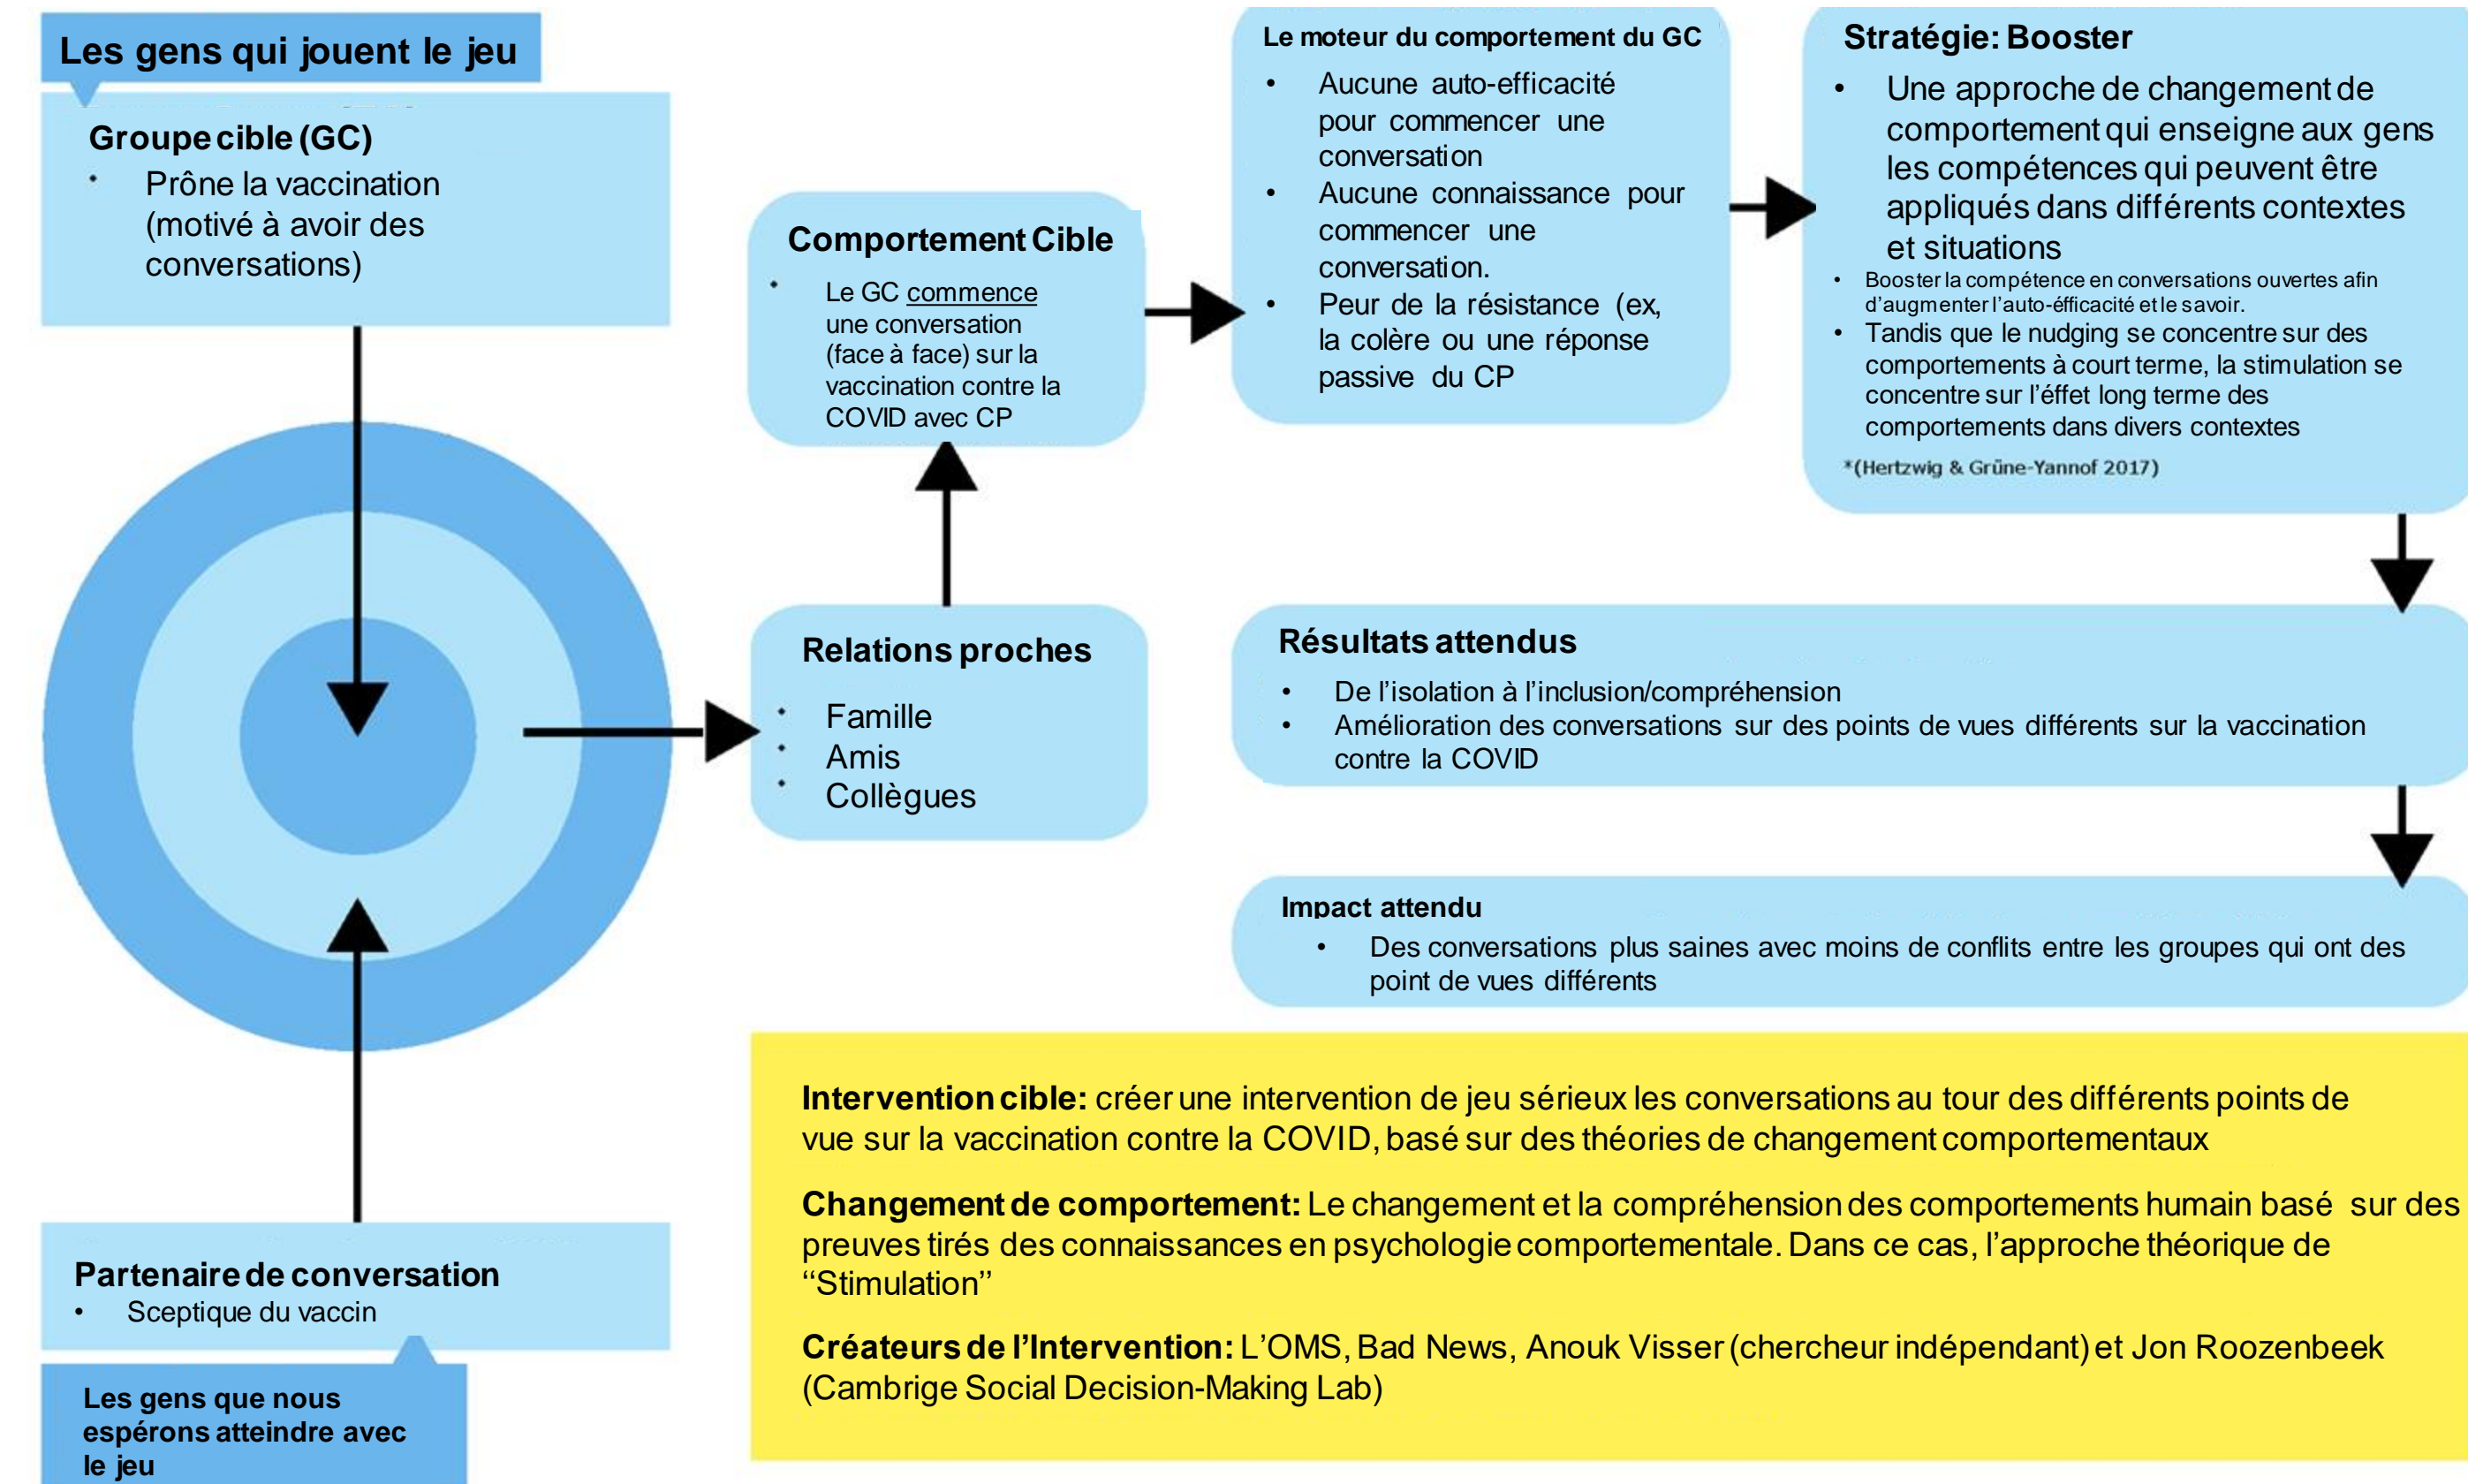 Les gens qui jouent le jeu
Groupe cible (GC)
• Prône la vaccination
(motivé à avoir des
conversations)
Partenaire de conversation
• Sceptique du vaccin
Les gens que nous
espérons atteindre avec
le jeu
Relations proches
• Famille
• Amis
• Collègues
Comportement Cible
• Le GC commence
une conversation
(face à face) sur la
vaccination contre la
COVID avec CP
Le moteur du comportement du GC
• Aucune auto-efficacité
pour commencer une
conversation
• Aucune connaissance pour
commencer une
conversation.
• Peur de la résistance (ex,
la colère ou une réponse
passive du CP
Stratégie: Booster
• Une approche de changement de
comportement qui enseigne aux gens
les compétences qui peuvent être
appliqués dans différents contextes
et situations
• Booster la compétence en conversations ouvertes afin
d'augmenter l'auto-éfficacité et le savoir.
• Tandis que le nudging se concentre sur des
comportements à court terme, la stimulation se
concentre sur l'éffet long terme des
comportements dans divers contextes
*(Hertzwig & Grüne-Yannof 2017)
Résultats attendus
• De l'isolation à l'inclusion/compréhension
• Amélioration des conversations sur des points de vues différents sur la vaccination
contre la COVID
Impact attendu
• Des conversations plus saines avec moins de conflits entre les groupes qui ont des
point de vues différents
Intervention cible: créer une intervention de jeu sérieux les conversations au tour des différents points de
vue sur la vaccination contre la COVID, basé sur des théories de changement comportementaux
Changement de comportement: Le changement et la compréhension des comportements humain basé sur des
preuves tirés des connaissances en psychologie comportementale. Dans ce cas, l'approche théorique de
‘‘Stimulation’’
Créateurs de l'Intervention: L'OMS, Bad News, Anouk Visser (chercheur indépendant) et Jon Roozenbeek
(Cambrige Social Decision-Making Lab)